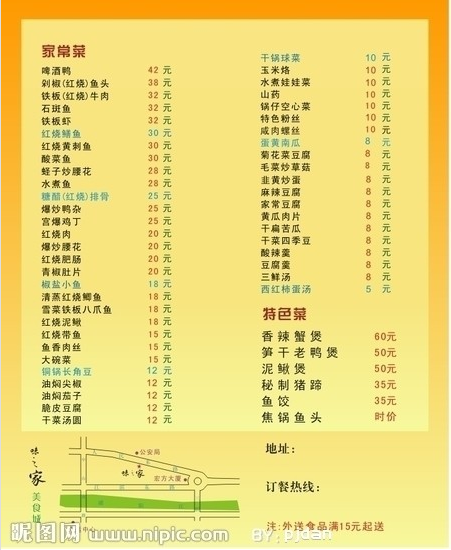 家常菜
啤酒鸭 42 元
剁椒(红烧)鱼头 38 元
铁板(红烧)牛肉 32 元
石斑鱼 32 元
铁板虾 32 元
红烧鳝鱼 30 元
红烧黄刺鱼 30 元
酸菜鱼 30 元
蛏子炒腰花 28 元
水煮鱼 28 元
糖醋(红烧)排骨 25 元
爆炒鸭杂 25 元
宫爆鸡丁 25 元
红烧肉 20 元
爆炒腰花 20 元
红烧肥肠 20 元
青椒肚片 20 元
椒盐小鱼 18 元
清蒸红烧鲫鱼 18 元
雪菜铁板八爪鱼 18 元
红烧泥鳅 18 元
红烧带鱼 15 元
鱼香肉丝 15 元
大碗菜 15 元
铜锅长角豆 12 元
油焖尖椒 12 元
油焖茄子 12 元
脆皮豆腐 12 元
干菜汤圆 12 元
干锅球菜 10 元
玉米烙 10 元
水煮娃娃菜 10 元
山药 10 元
锅仔空心菜 10 元
特色粉丝 10 元
咸肉螺丝 10 元
蛋黄南瓜 8 元
菊花菜豆腐 8 元
毛菜炒草菇 8 元
韭黄炒蛋 8 元
麻辣豆腐 8 元
家常豆腐 8 元
黄瓜肉片 8 元
干扁苦瓜 8 元
干菜四季豆 8 元
酸辣羹 8 元
豆腐羹 8 元
三鲜汤 8 元
西红柿蛋汤 5 元
特色菜
香辣蟹煲 60元
笋干老鸭煲 50元
泥鳅煲 50元
秘制猪蹄 35元
鱼饺 35元
焦锅鱼头 时价
味之家
美食城
公安局
味之家
宏方大厦
中心
地址：
订餐热线：
注:外送食品满15元起送
昵图网 www.nipic.com
BY: pjcan